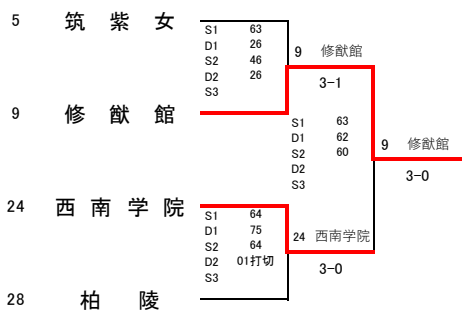 5 筑紫女
S1 63
D1 26
S2 46
D2 26
S3
9 修猷館
3-1
9 修猷館
S1 63
D1 62
S2 60
D2
S3
9 修猷館
3-0
24 西南学院
S1 64
D1 75
S2 64
D2 01打切
S3
24 西南学院
3-0
28 柏陵